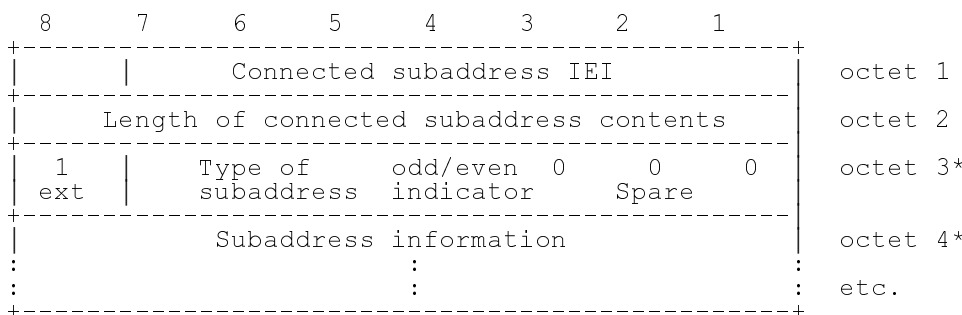 8 7 6 5 4 3 2 1
Connected subaddress IEI octet 1
Length of connected subaddress contents octet 2
1 Type of odd/even 0 0 0 octet 3*
ext subaddress indicator Spare
Subaddress information octet 4*
: : :
: : : etc.